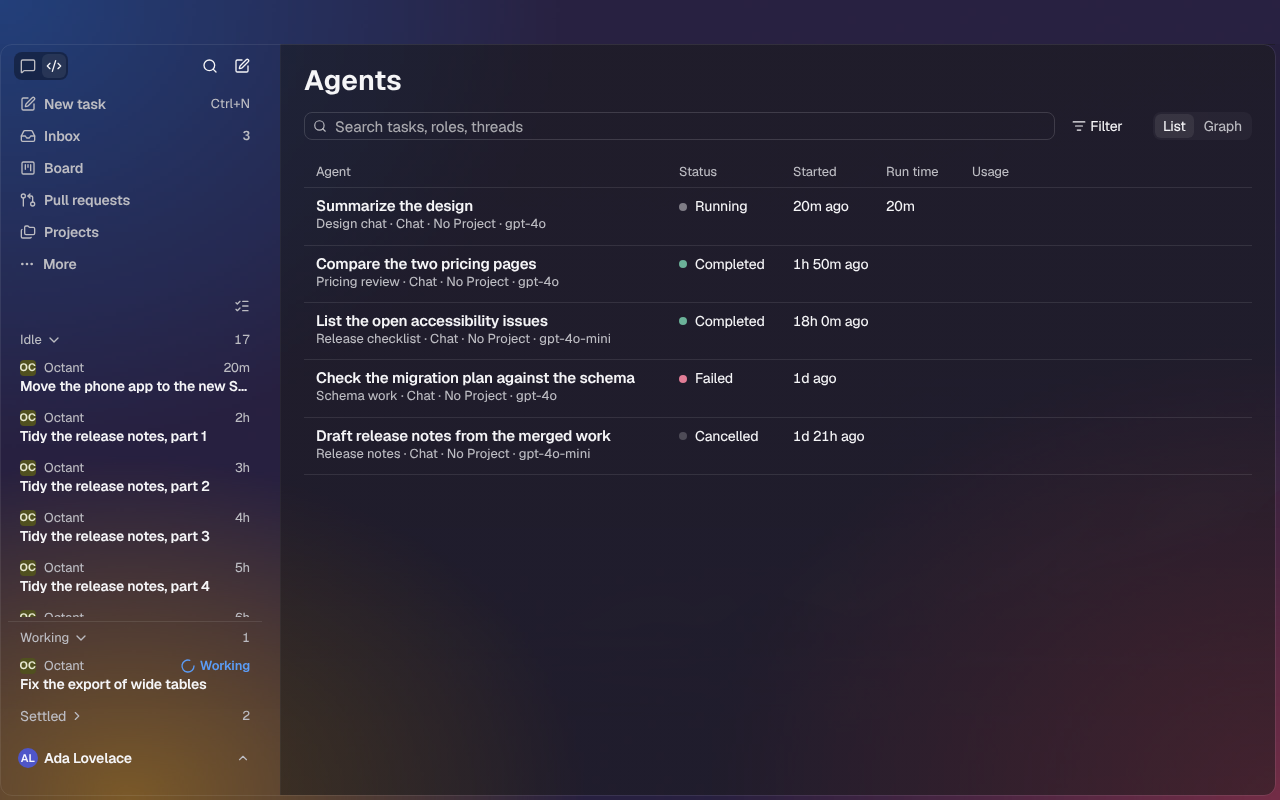 New task Ctrl+N
Inbox 3
Board
Pull requests
Projects
More
Idle 17
OC Octant 20m
Move the phone app to the new S...
OC Octant 2h
Tidy the release notes, part 1
OC Octant 3h
Tidy the release notes, part 2
OC Octant 4h
Tidy the release notes, part 3
OC Octant 5h
Tidy the release notes, part 4
OC Octant 6h
Working 1
OC Octant Working
Fix the export of wide tables
Settled 2
AL Ada Lovelace
Agents
Search tasks, roles, threads
Filter
List Graph
Agent Status Started Run time Usage
Summarize the design Running 20m ago 20m
Design chat · Chat · No Project · gpt-4o
Compare the two pricing pages Completed 1h 50m ago
Pricing review · Chat · No Project · gpt-4o
List the open accessibility issues Completed 18h 0m ago
Release checklist · Chat · No Project · gpt-4o-mini
Check the migration plan against the schema Failed 1d ago
Schema work · Chat · No Project · gpt-4o
Draft release notes from the merged work Cancelled 1d 21h ago
Release notes · Chat · No Project · gpt-4o-mini